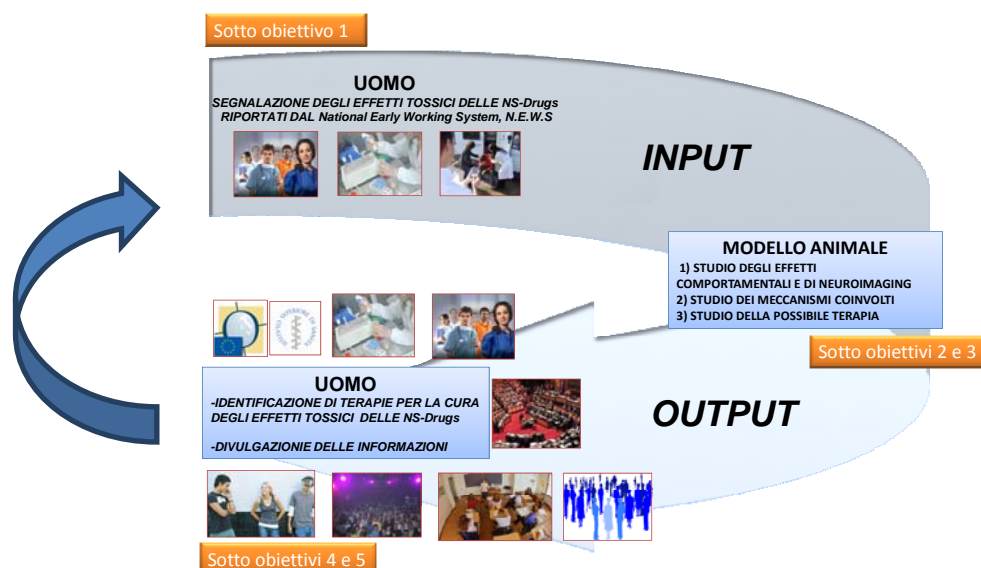 Sotto obiettivo 1
UOMO
SEGNALAZIONE DEGLI EFFETTI TOSSICI DELLE NS-Drugs
RIPORTATI DAL National Early Working System, N.E.W.S
INPUT
MODELLO ANIMALE
1) STUDIO DEGLI EFFETTI
COMPORTAMENTALI E DI NEUROIMAGING
2) STUDIO DEI MECCANISMI COINVOLTI
3) STUDIO DELLA POSSIBILE TERAPIA
Sotto obiettivi 2 e 3
UOMO
-IDENTIFICAZIONE DI TERAPIE PER LA CURA
DEGLI EFFETTI TOSSICI DELLE NS-Drugs
-DIVULGAZIONIE DELLE INFORMAZIONI
OUTPUT
Sotto obiettivi 4 e 5